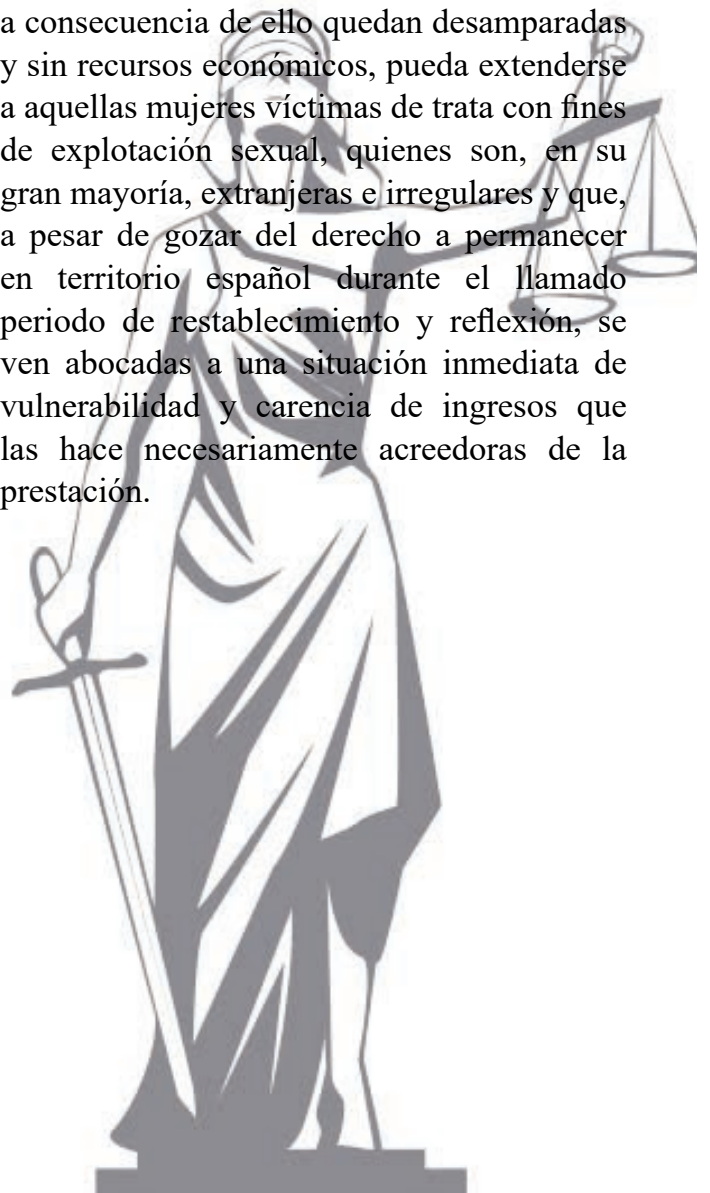 a consecuencia de ello quedan desamparadas
y sin recursos económicos, pueda extenderse
a aquellas mujeres víctimas de trata con fines
de explotación sexual, quienes son, en su
gran mayoría, extranjeras e irregulares y que,
a pesar de gozar del derecho a permanecer
en territorio español durante el llamado
periodo de restablecimiento y reflexión, se
ven abocadas a una situación inmediata de
vulnerabilidad y carencia de ingresos que
las hace necesariamente acreedoras de la
prestación.